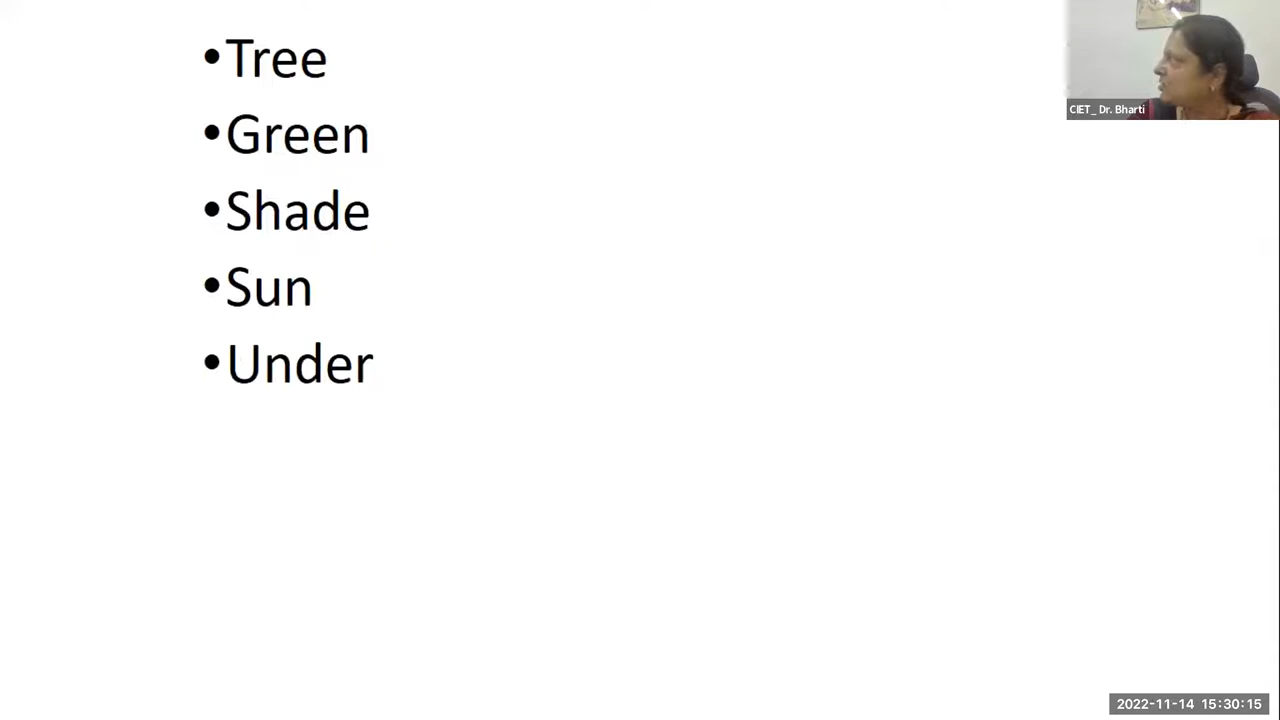 •Tree
•Green
•Shade
•Sun
•Under
CIET_ Dr. Bharti
2022-11-14 15:30:15